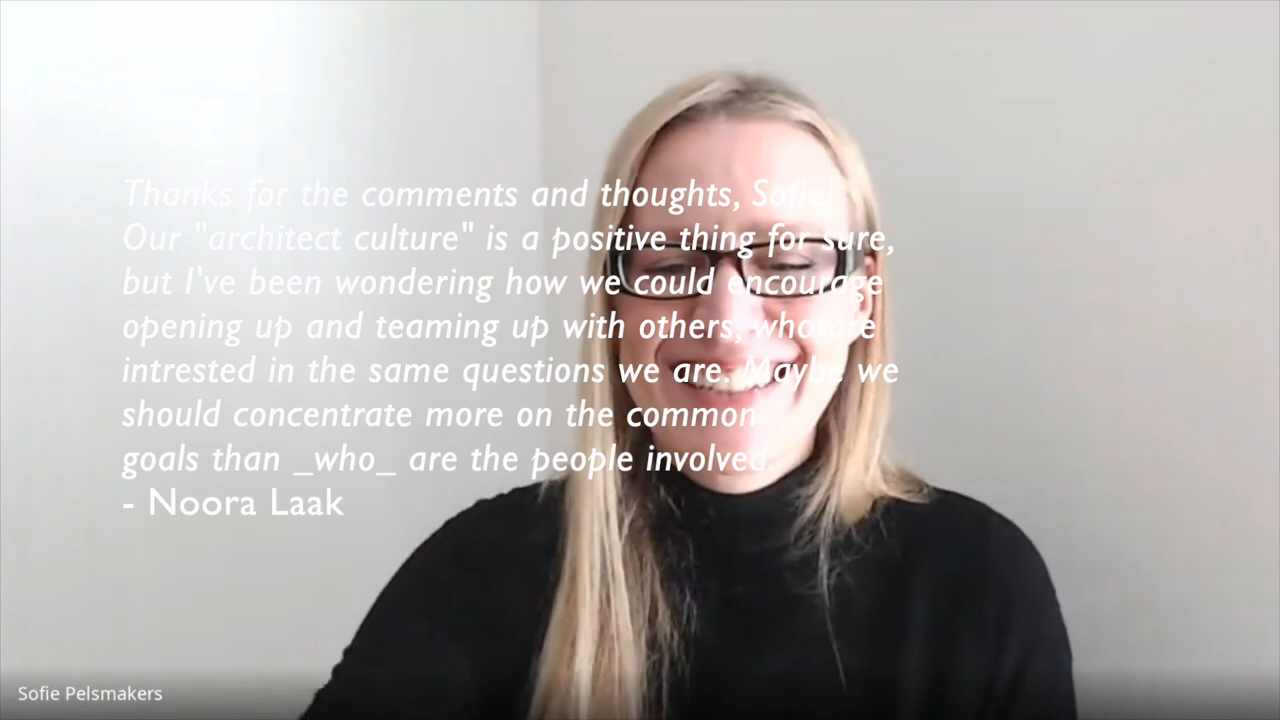 Thanks for the comments and thoughts, Sofie!
Our "architect culture" is a positive thing for sure,
but I've been wondering how we could encourage
opening up and teaming up with others, who are
intrested in the same questions we are. Maybe we
should concentrate more on the common
goals than _who_ are the people involved.
- Noora Laak
Sofie Pelsmakers